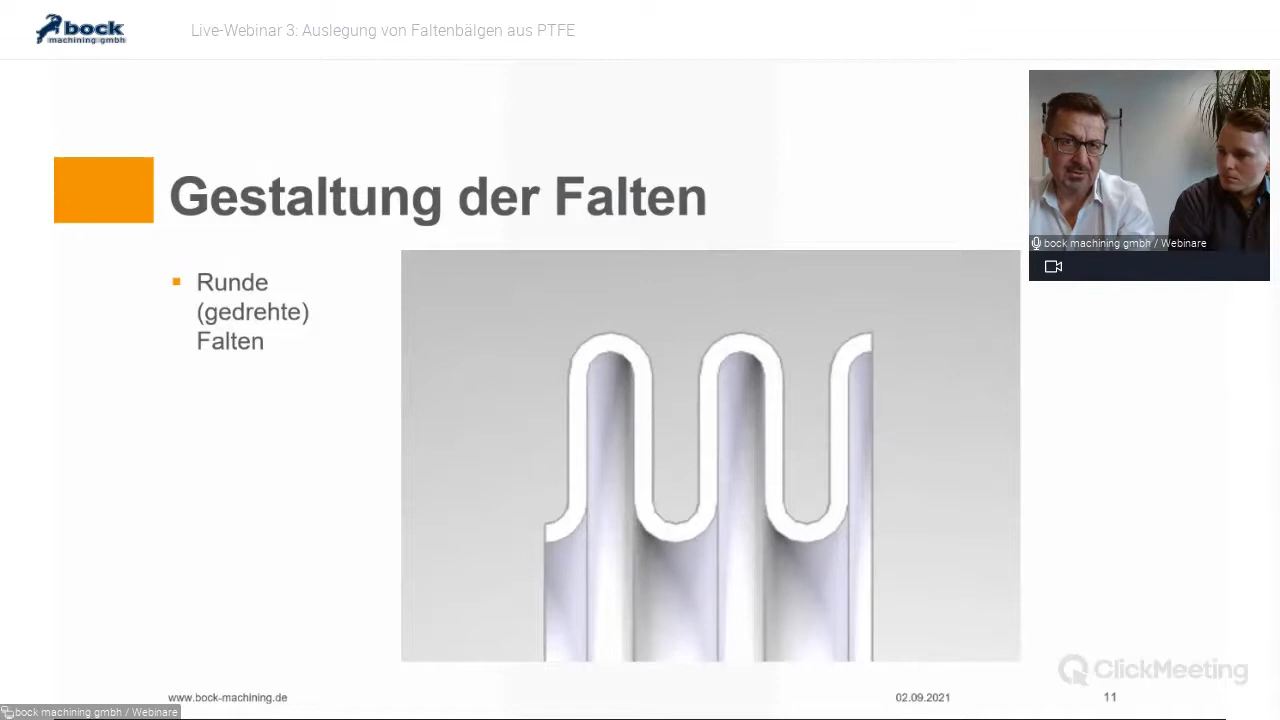 bock
machining gmbh
Live-Webinar 3: Auslegung von Faltenbälgen aus PTFE
Gestaltung der Falten
Runde
(gedrehte)
Falten
bock machining gmbh / Webinare
ClickMeeting
www.bock-machining.de
02.09.2021
11
bock machining gmbh / Webinare